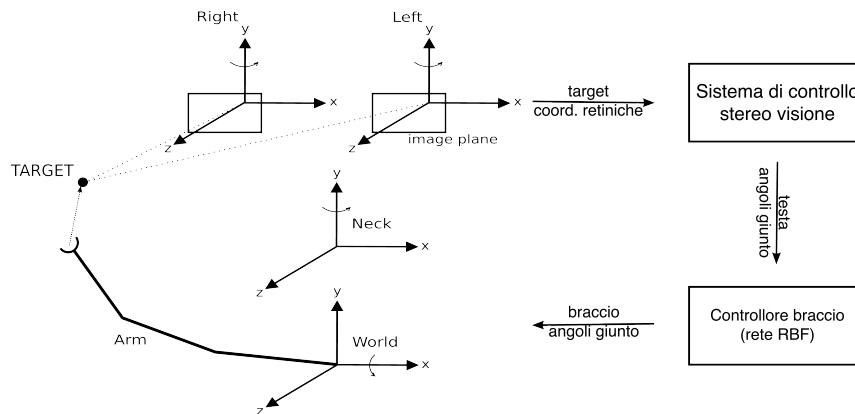 Right
Left
y
y
x
x
z
z
image plane
target
coord. retiniche
Sistema di controllo
stereo visione
TARGET
testa
angoli giunto
y
Neck
x
z
Arm
y
World
x
z
braccio
angoli giunto
Controllore braccio
(rete RBF)